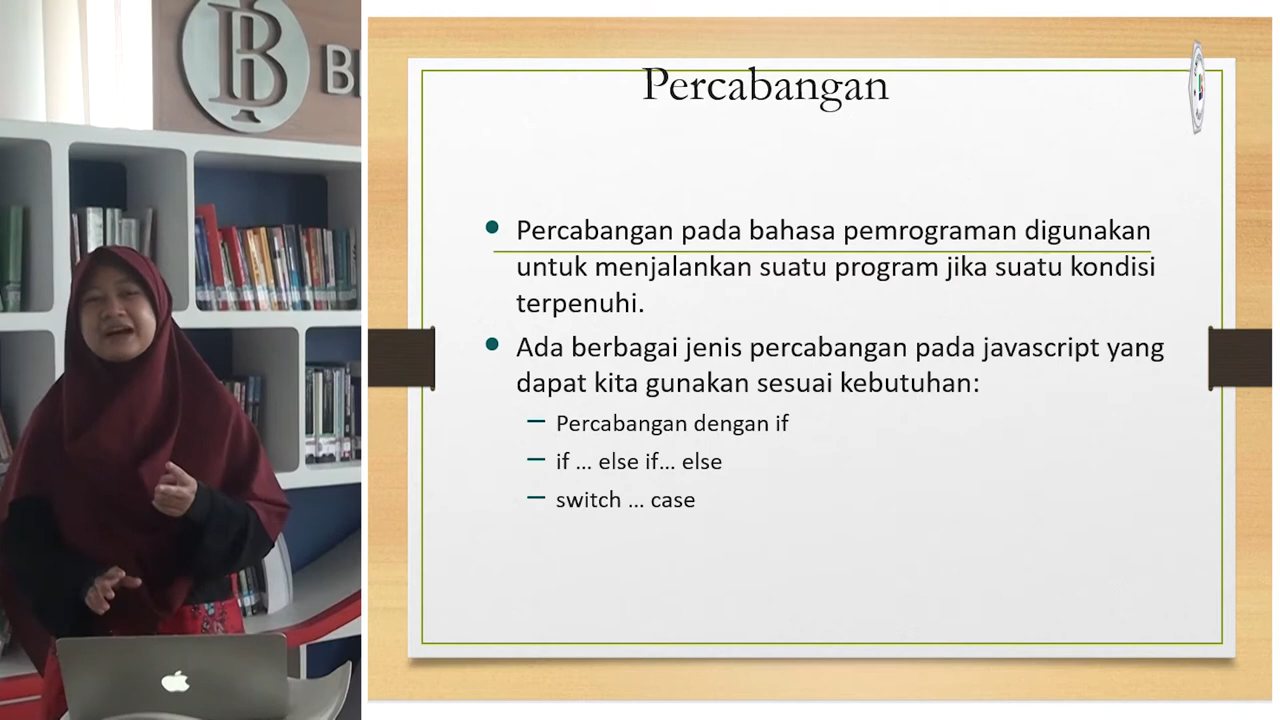 BI
Percabangan
Percabangan pada bahasa pemrograman digunakan
untuk menjalankan suatu program jika suatu kondisi
terpenuhi.
Ada berbagai jenis percabangan pada javascript yang
dapat kita gunakan sesuai kebutuhan:
Percabangan dengan if
if ... else if... else
switch ... case